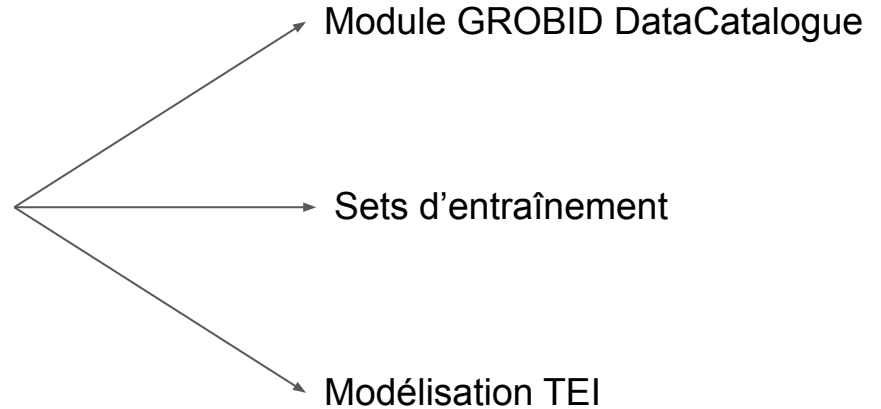 Module GROBID DataCatalogue
Sets d’entraînement
Modélisation TEI